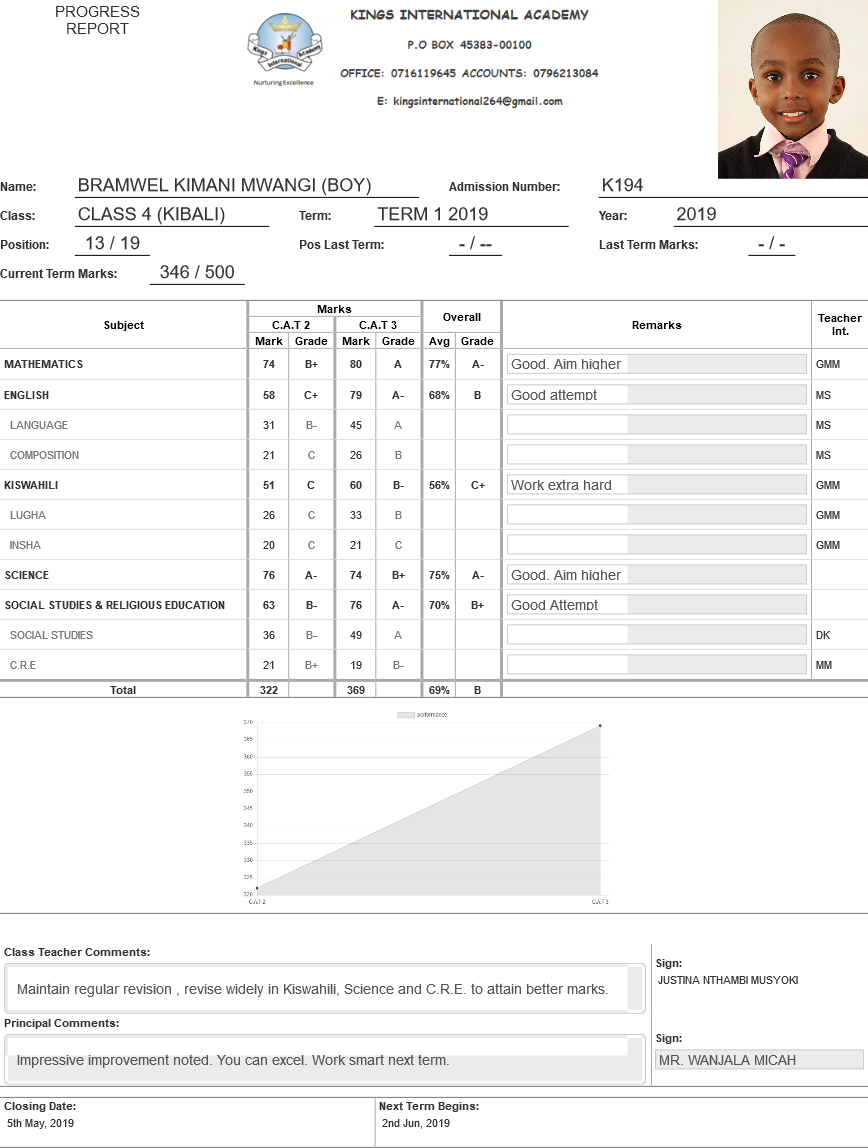 PROGRESS
REPORT
KINGS INTERNATIONAL ACADEMY
P.O BOX 45383-00100
OFFICE: 0716119645 ACCOUNTS: 0796213084
E: kingsinternational264@gmail.com
Kings Academy
International
Nurturing Excellence
Name: BRAMWEL KIMANI MWANGI (BOY) Admission Number: K194
Class: CLASS 4 (KIBALI) Term: TERM 1 2019 Year: 2019
Position: 13 / 19 Pos Last Term: - / -- Last Term Marks: - / -
Current Term Marks: 346 / 500
Subject Marks Overall Remarks Teacher Int.
C.A.T 2 C.A.T 3
Mark Grade Mark Grade Avg Grade
MATHEMATICS 74 B+ 80 A 77% A- Good. Aim higher GMM
ENGLISH 58 C+ 79 A- 68% B Good attempt MS
LANGUAGE 31 B- 45 A MS
COMPOSITION 21 C 26 B MS
KISWAHILI 51 C 60 B- 56% C+ Work extra hard GMM
LUGHA 26 C 33 B GMM
INSHA 20 C 21 C GMM
SCIENCE 76 A- 74 B+ 75% A- Good. Aim higher
SOCIAL STUDIES & RELIGIOUS EDUCATION 63 B- 76 A- 70% B+ Good Attempt
SOCIAL STUDIES 36 B- 49 A DK
C.R.E 21 B+ 19 B- MM
Total 322 369 69% B
performance
370
365
360
355
350
345
340
335
330
325
320
C.A.T 2 C.A.T 3
Class Teacher Comments:
Maintain regular revision , revise widely in Kiswahili, Science and C.R.E. to attain better marks.
Sign:
JUSTINA NTHAMBI MUSYOKI
Principal Comments:
Impressive improvement noted. You can excel. Work smart next term.
Sign:
MR. WANJALA MICAH
Closing Date: Next Term Begins:
5th May, 2019 2nd Jun, 2019